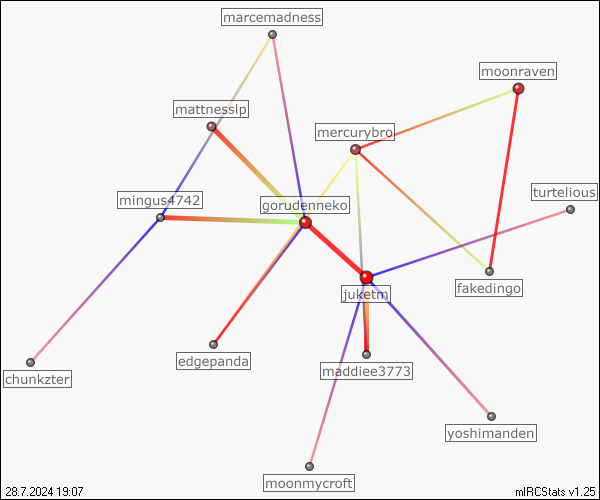 marcemadness
moonraven
mattnesslp
mercurybro
turtelious
mingus4742
gorudenneko
fakedingo
juketm
edgepanda
maddiee3773
chunkzter
yoshimanden
moonmycroft
28.7.2024 19:07
mIRCStats v1.25